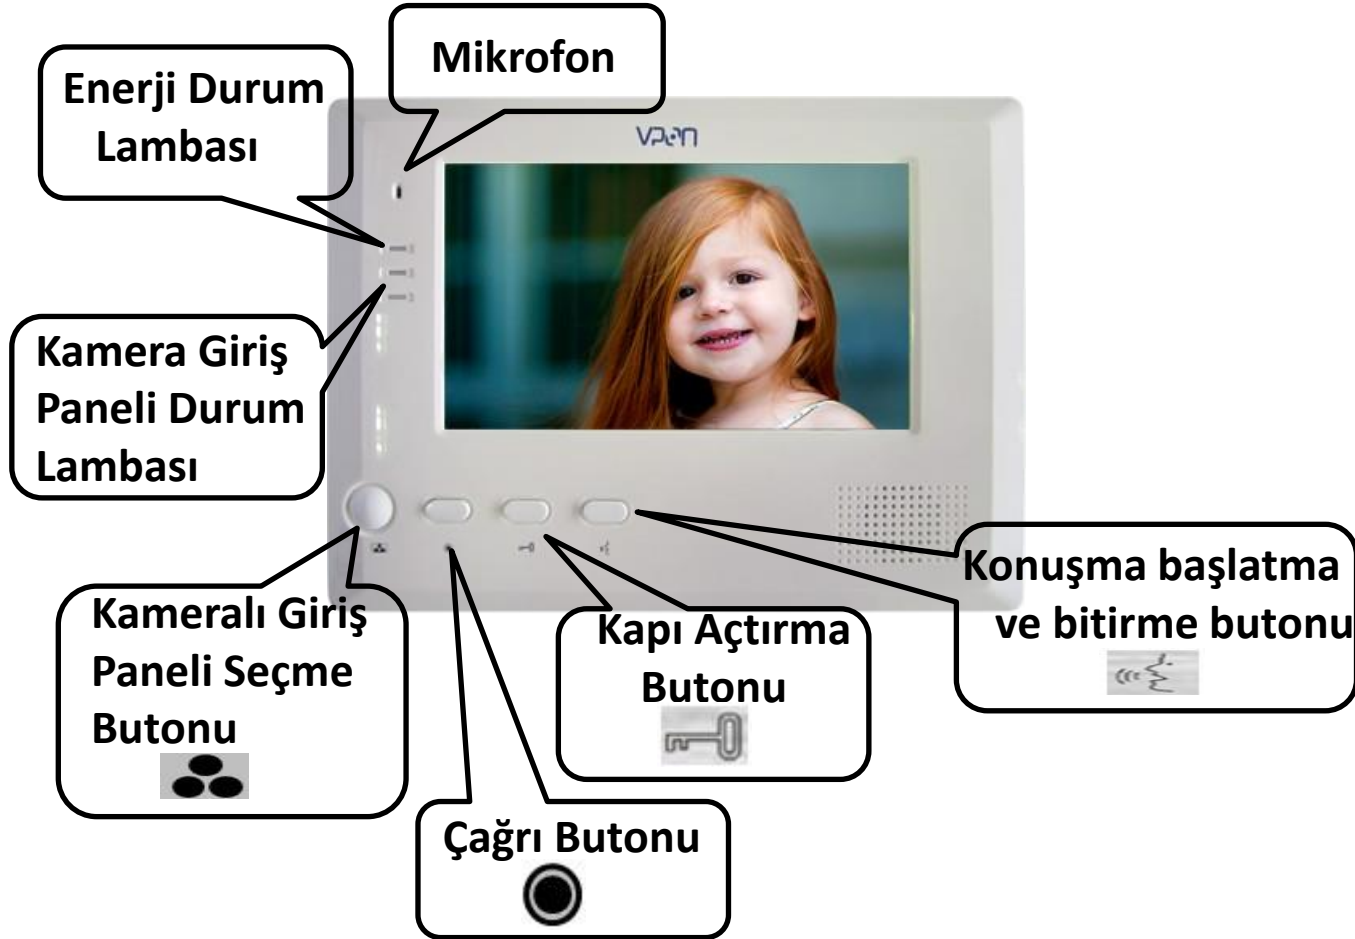 Mikrofon
Enerji Durum
Lambası
Kamera Giriş
Paneli Durum
Lambası
Kameralı Giriş
Paneli Seçme
Butonu
Çağrı Butonu
Kapı Açtırma
Butonu
Konuşma başlatma
ve bitirme butonu